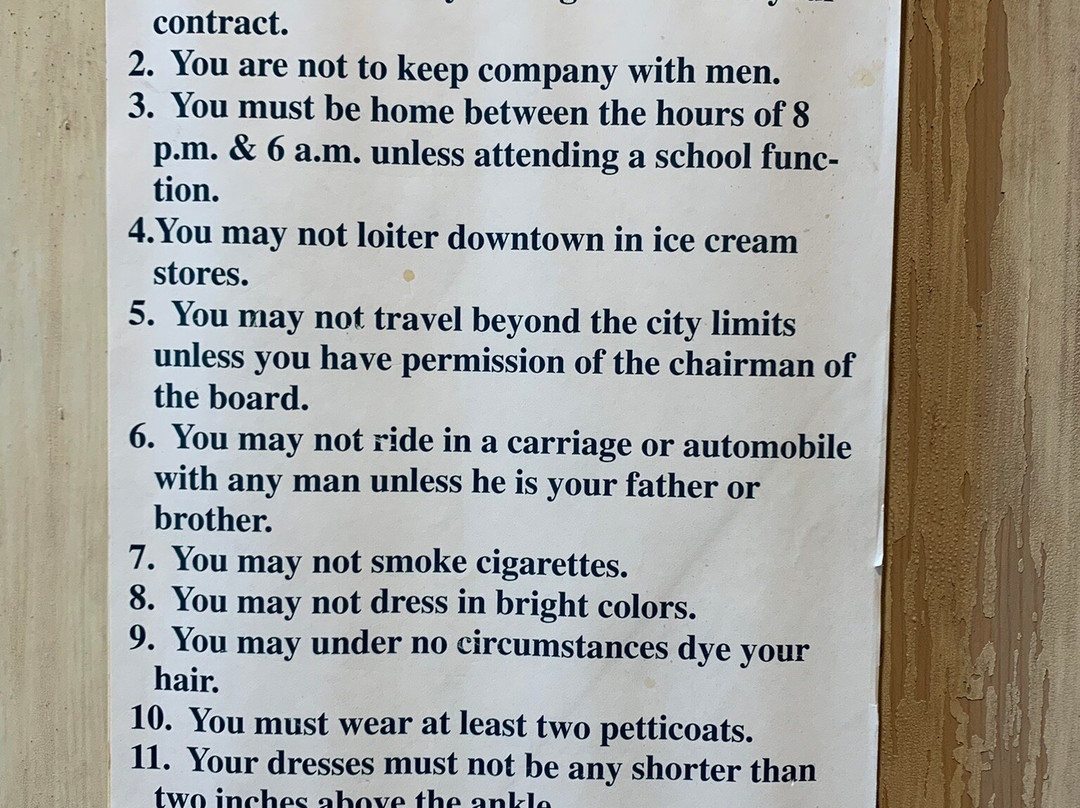 contract.
2. You are not to keep company with men.
3. You must be home between the hours of 8
p.m. & 6 a.m. unless attending a school func-
tion.
4.You may not loiter downtown in ice cream
stores.
5. You may not travel beyond the city limits
unless you have permission of the chairman of
the board.
6. You may not ride in a carriage or automobile
with any man unless he is your father or
brother.
7. You may not smoke cigarettes.
8. You may not dress in bright colors.
9. You may under no circumstances dye your
hair.
10. You must wear at least two petticoats.
11. Your dresses must not be any shorter than
two inches above the ankle.